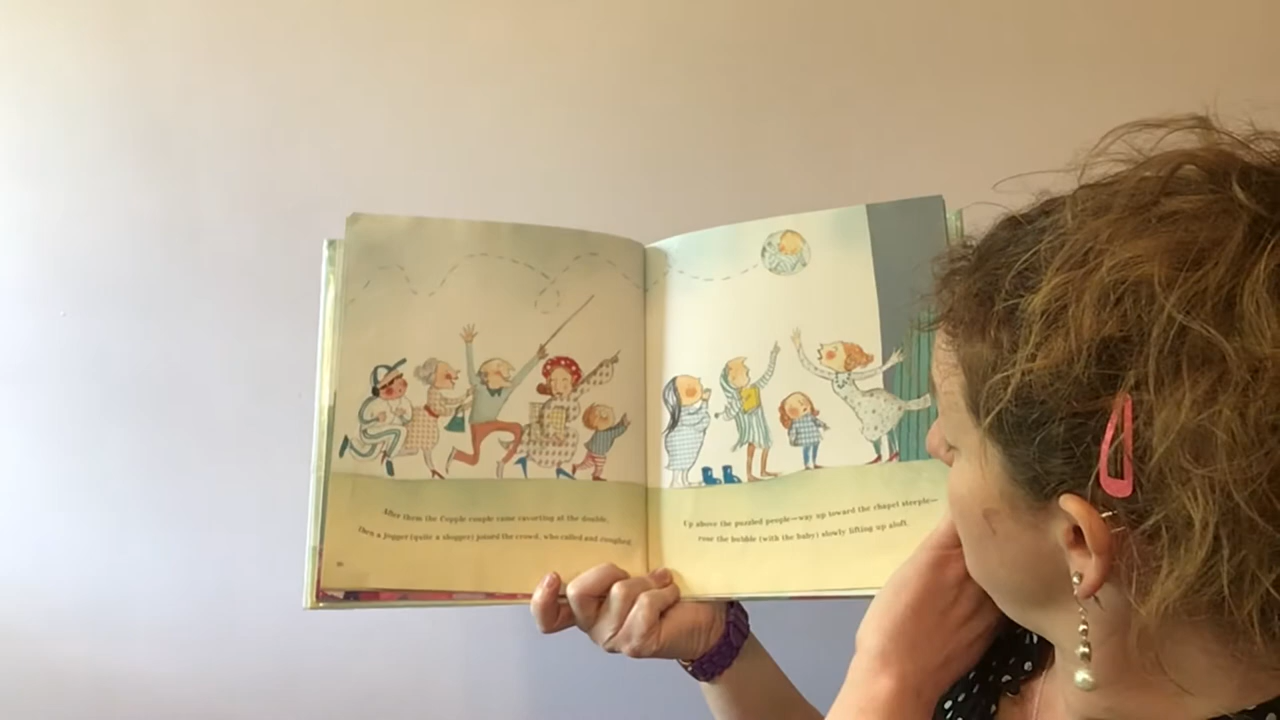 After them the Copple couple came cavorting at the double,
then a jogger (quite a slogger) joined the crowd, who called and coughed.
Up above the puzzled people—way up toward the chapel steeple—
rose the bubble (with the baby) slowly lifting up aloft.